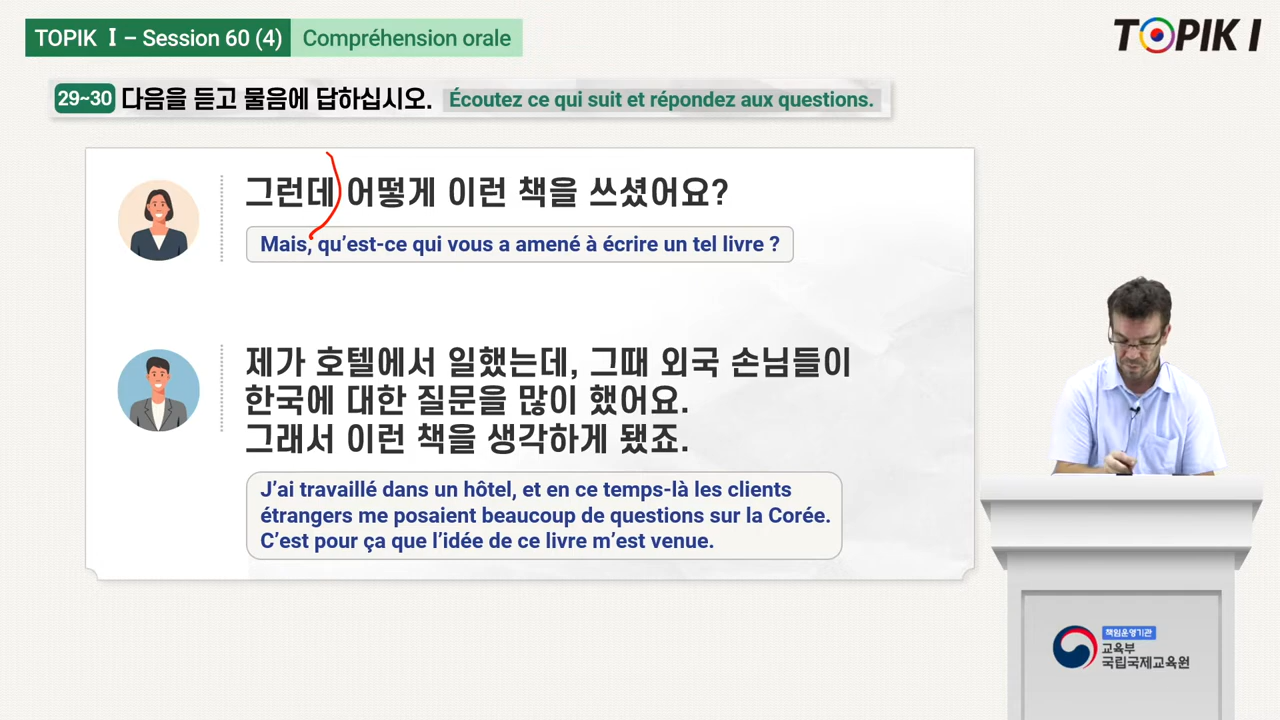 TOPIK Ⅰ – Session 60 (4) Compréhension orale
TOPIK I
29~30 다음을 듣고 물음에 답하십시오. Écoutez ce qui suit et répondez aux questions.
그런데 어떻게 이런 책을 쓰셨어요?
Mais, qu’est-ce qui vous a amené à écrire un tel livre ?
제가 호텔에서 일했는데, 그때 외국 손님들이
한국에 대한 질문을 많이 했어요.
그래서 이런 책을 생각하게 됐죠.
J’ai travaillé dans un hôtel, et en ce temps-là les clients
étrangers me posaient beaucoup de questions sur la Corée.
C’est pour ça que l’idée de ce livre m’est venue.
책임운영기관
교육부
국립국제교육원